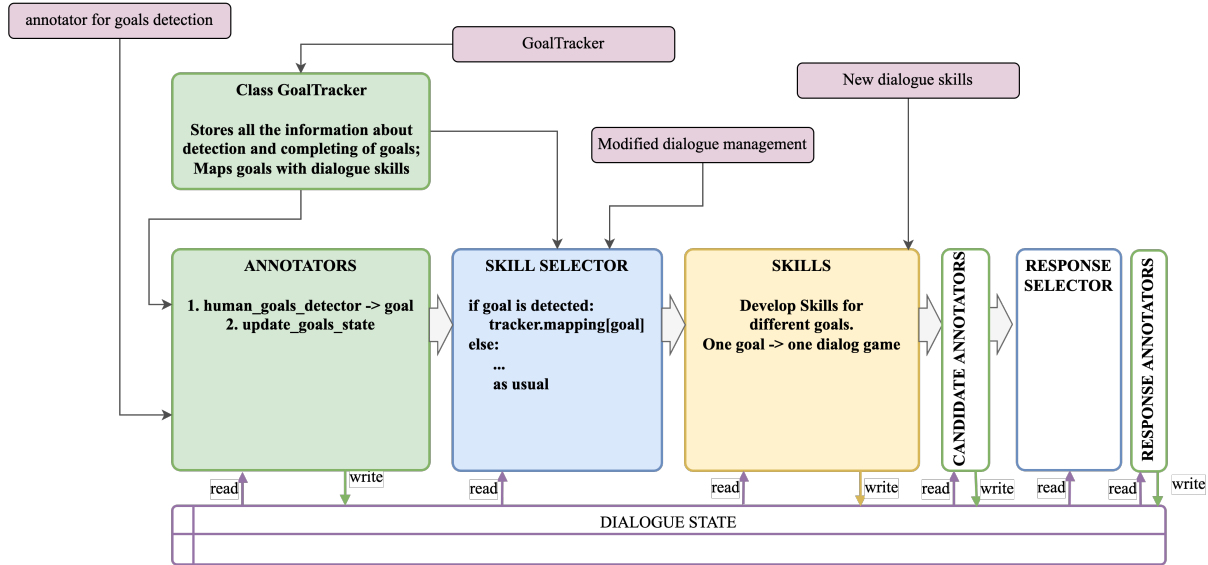 annotator for goals detection
GoalTracker
Class GoalTracker
Stores all the information about
detection and completing of goals;
Maps goals with dialogue skills
New dialogue skills
Modified dialogue management
ANNOTATORS
1. human_goals_detector -> goal
2. update_goals_state
SKILL SELECTOR
if goal is detected:
tracker.mapping[goal]
else:
...
as usual
SKILLS
Develop Skills for
different goals.
One goal -> one dialog game
CANDIDATE ANNOTATORS
RESPONSE
SELECTOR
RESPONSE ANNOTATORS
read
write
read
read
write
read
write
read
read
write
DIALOGUE STATE